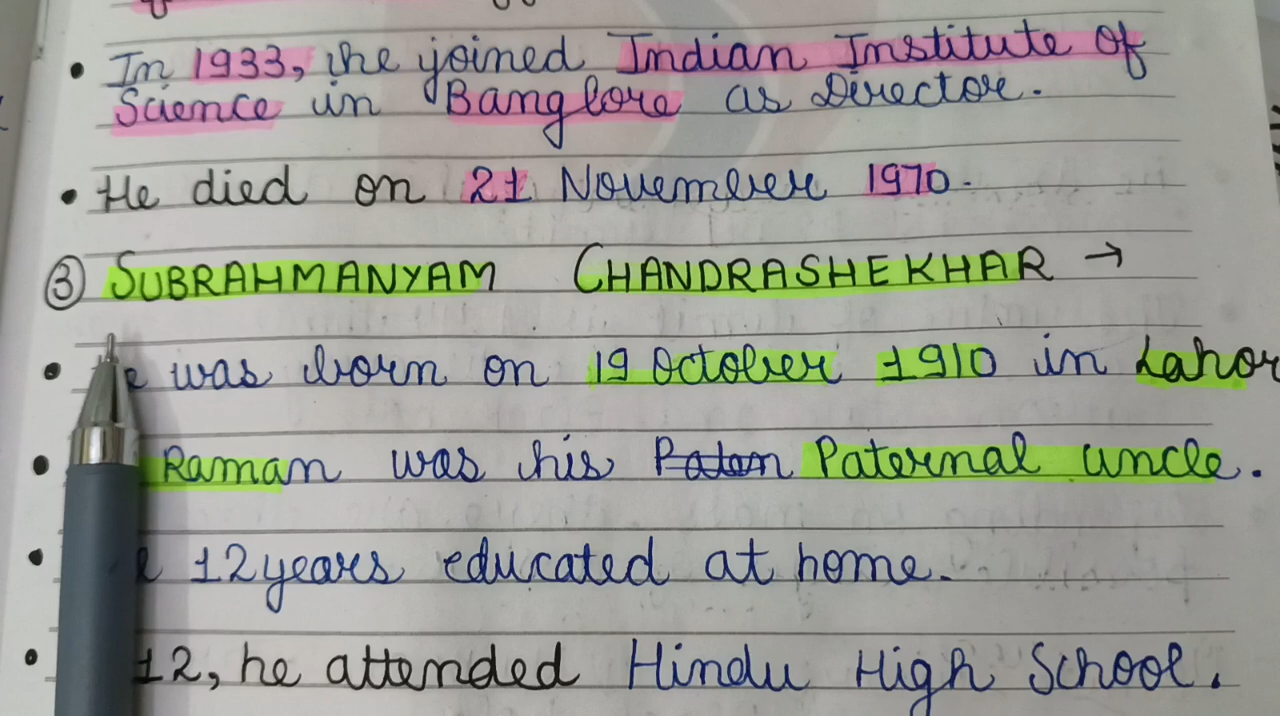 • In 1933, he joined Indian Institute of
Science in Banglore as Director.
• He died on 21 November 1970.
③ SUBRAHMANYAM CHANDRASHEKHAR →
• was born on 19 October 1910 in Lahor
• Raman was his Paten Paternal uncle.
• 12 years educated at home.
• 12, he attended Hindu High School.